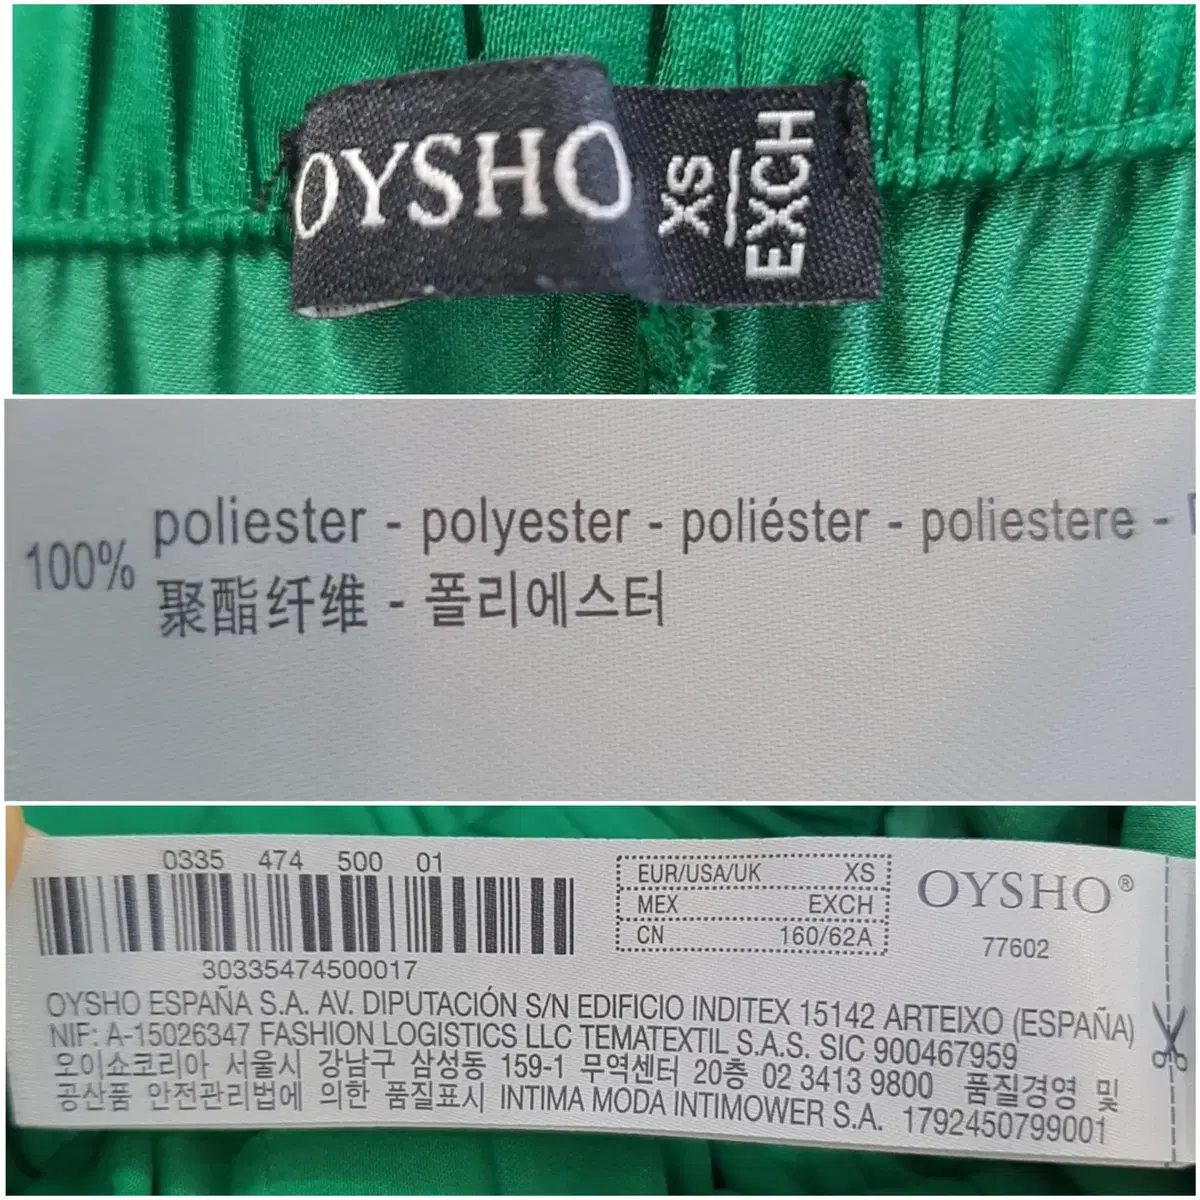 OYSHO
XS
EXCH
100%
poliester - polyester - poliéster - poliestere -
聚酯纤维 - 폴리에스터
0335 474 500 01
30335474500017
EUR/USA/UK XS
MEX EXCH
CN 160/62A
OYSHO®
77602
OYSHO ESPAÑA S.A. AV. DIPUTACIÓN S/N EDIFICIO INDITEX 15142 ARTEIXO (ESPAÑA)
NIF: A-15026347 FASHION LOGISTICS LLC TEMATEXTIL S.A.S. SIC 900467959
오이쇼코리아 서울시 강남구 삼성동 159-1 무역센터 20층 02 3413 9800 품질경영 및
공산품 안전관리법에 의한 품질표시 INTIMA MODA INTIMOWER S.A. 1792450799001